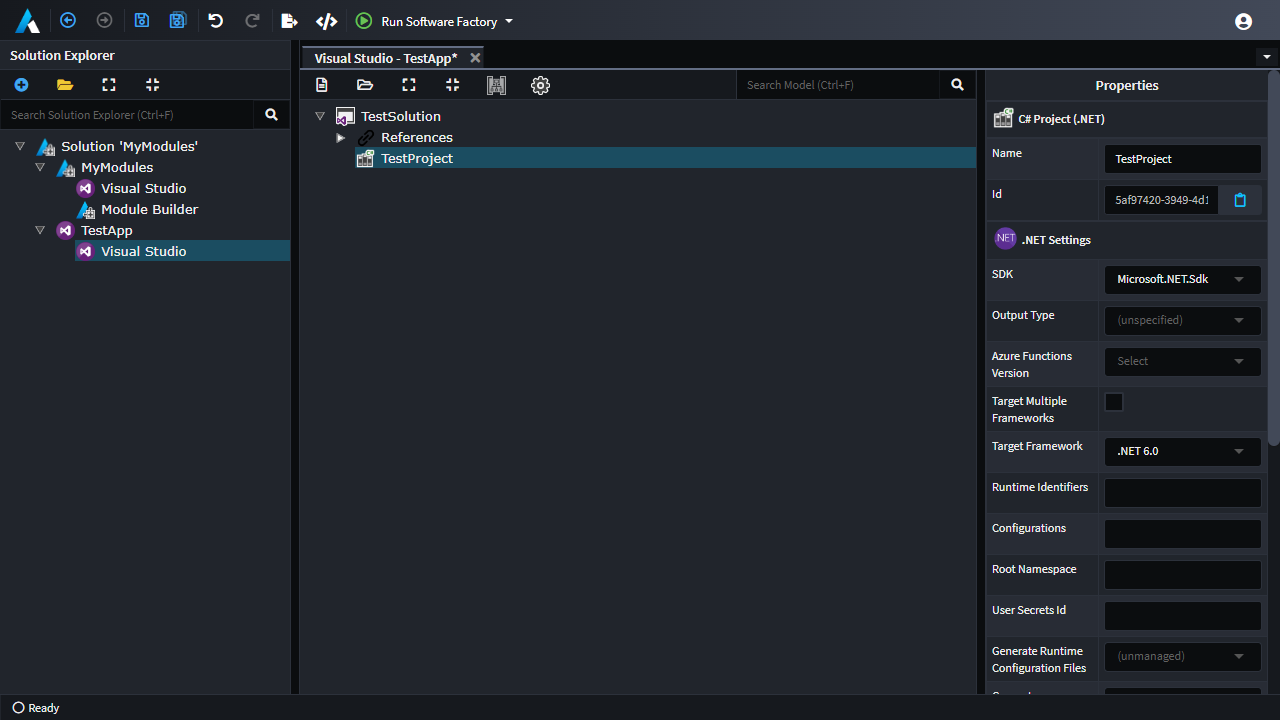 Run Software Factory
Solution Explorer
Search Solution Explorer (Ctrl+F)
Solution 'MyModules'
MyModules
Visual Studio
Module Builder
TestApp
Visual Studio
Visual Studio - TestApp*
Search Model (Ctrl+F)
TestSolution
References
TestProject
Properties
C# Project (.NET)
Name
TestProject
Id
5af97420-3949-4d1
NET
.NET Settings
SDK
Microsoft.NET.Sdk
Output Type
(unspecified)
Azure Functions
Version
Select
Target Multiple
Frameworks
Target Framework
.NET 6.0
Runtime Identifiers
Configurations
Root Namespace
User Secrets Id
Generate Runtime
Configuration Files
(unmanaged)
Ready